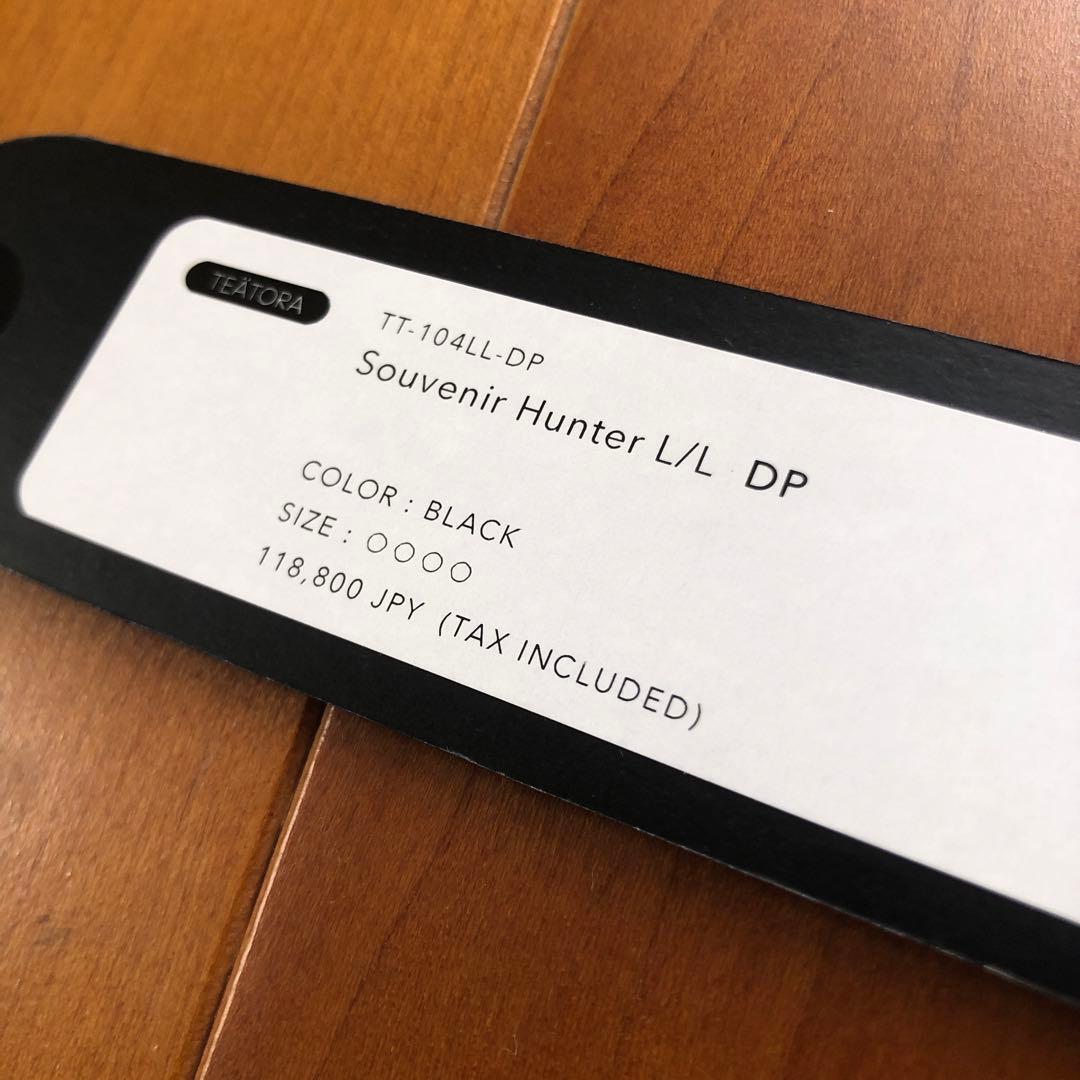 TEÄTORA
TT-104LL-DP
Souvenir Hunter L/L DP
COLOR : BLACK
SIZE : ○○○○
118,800 JPY (TAX INCLUDED)